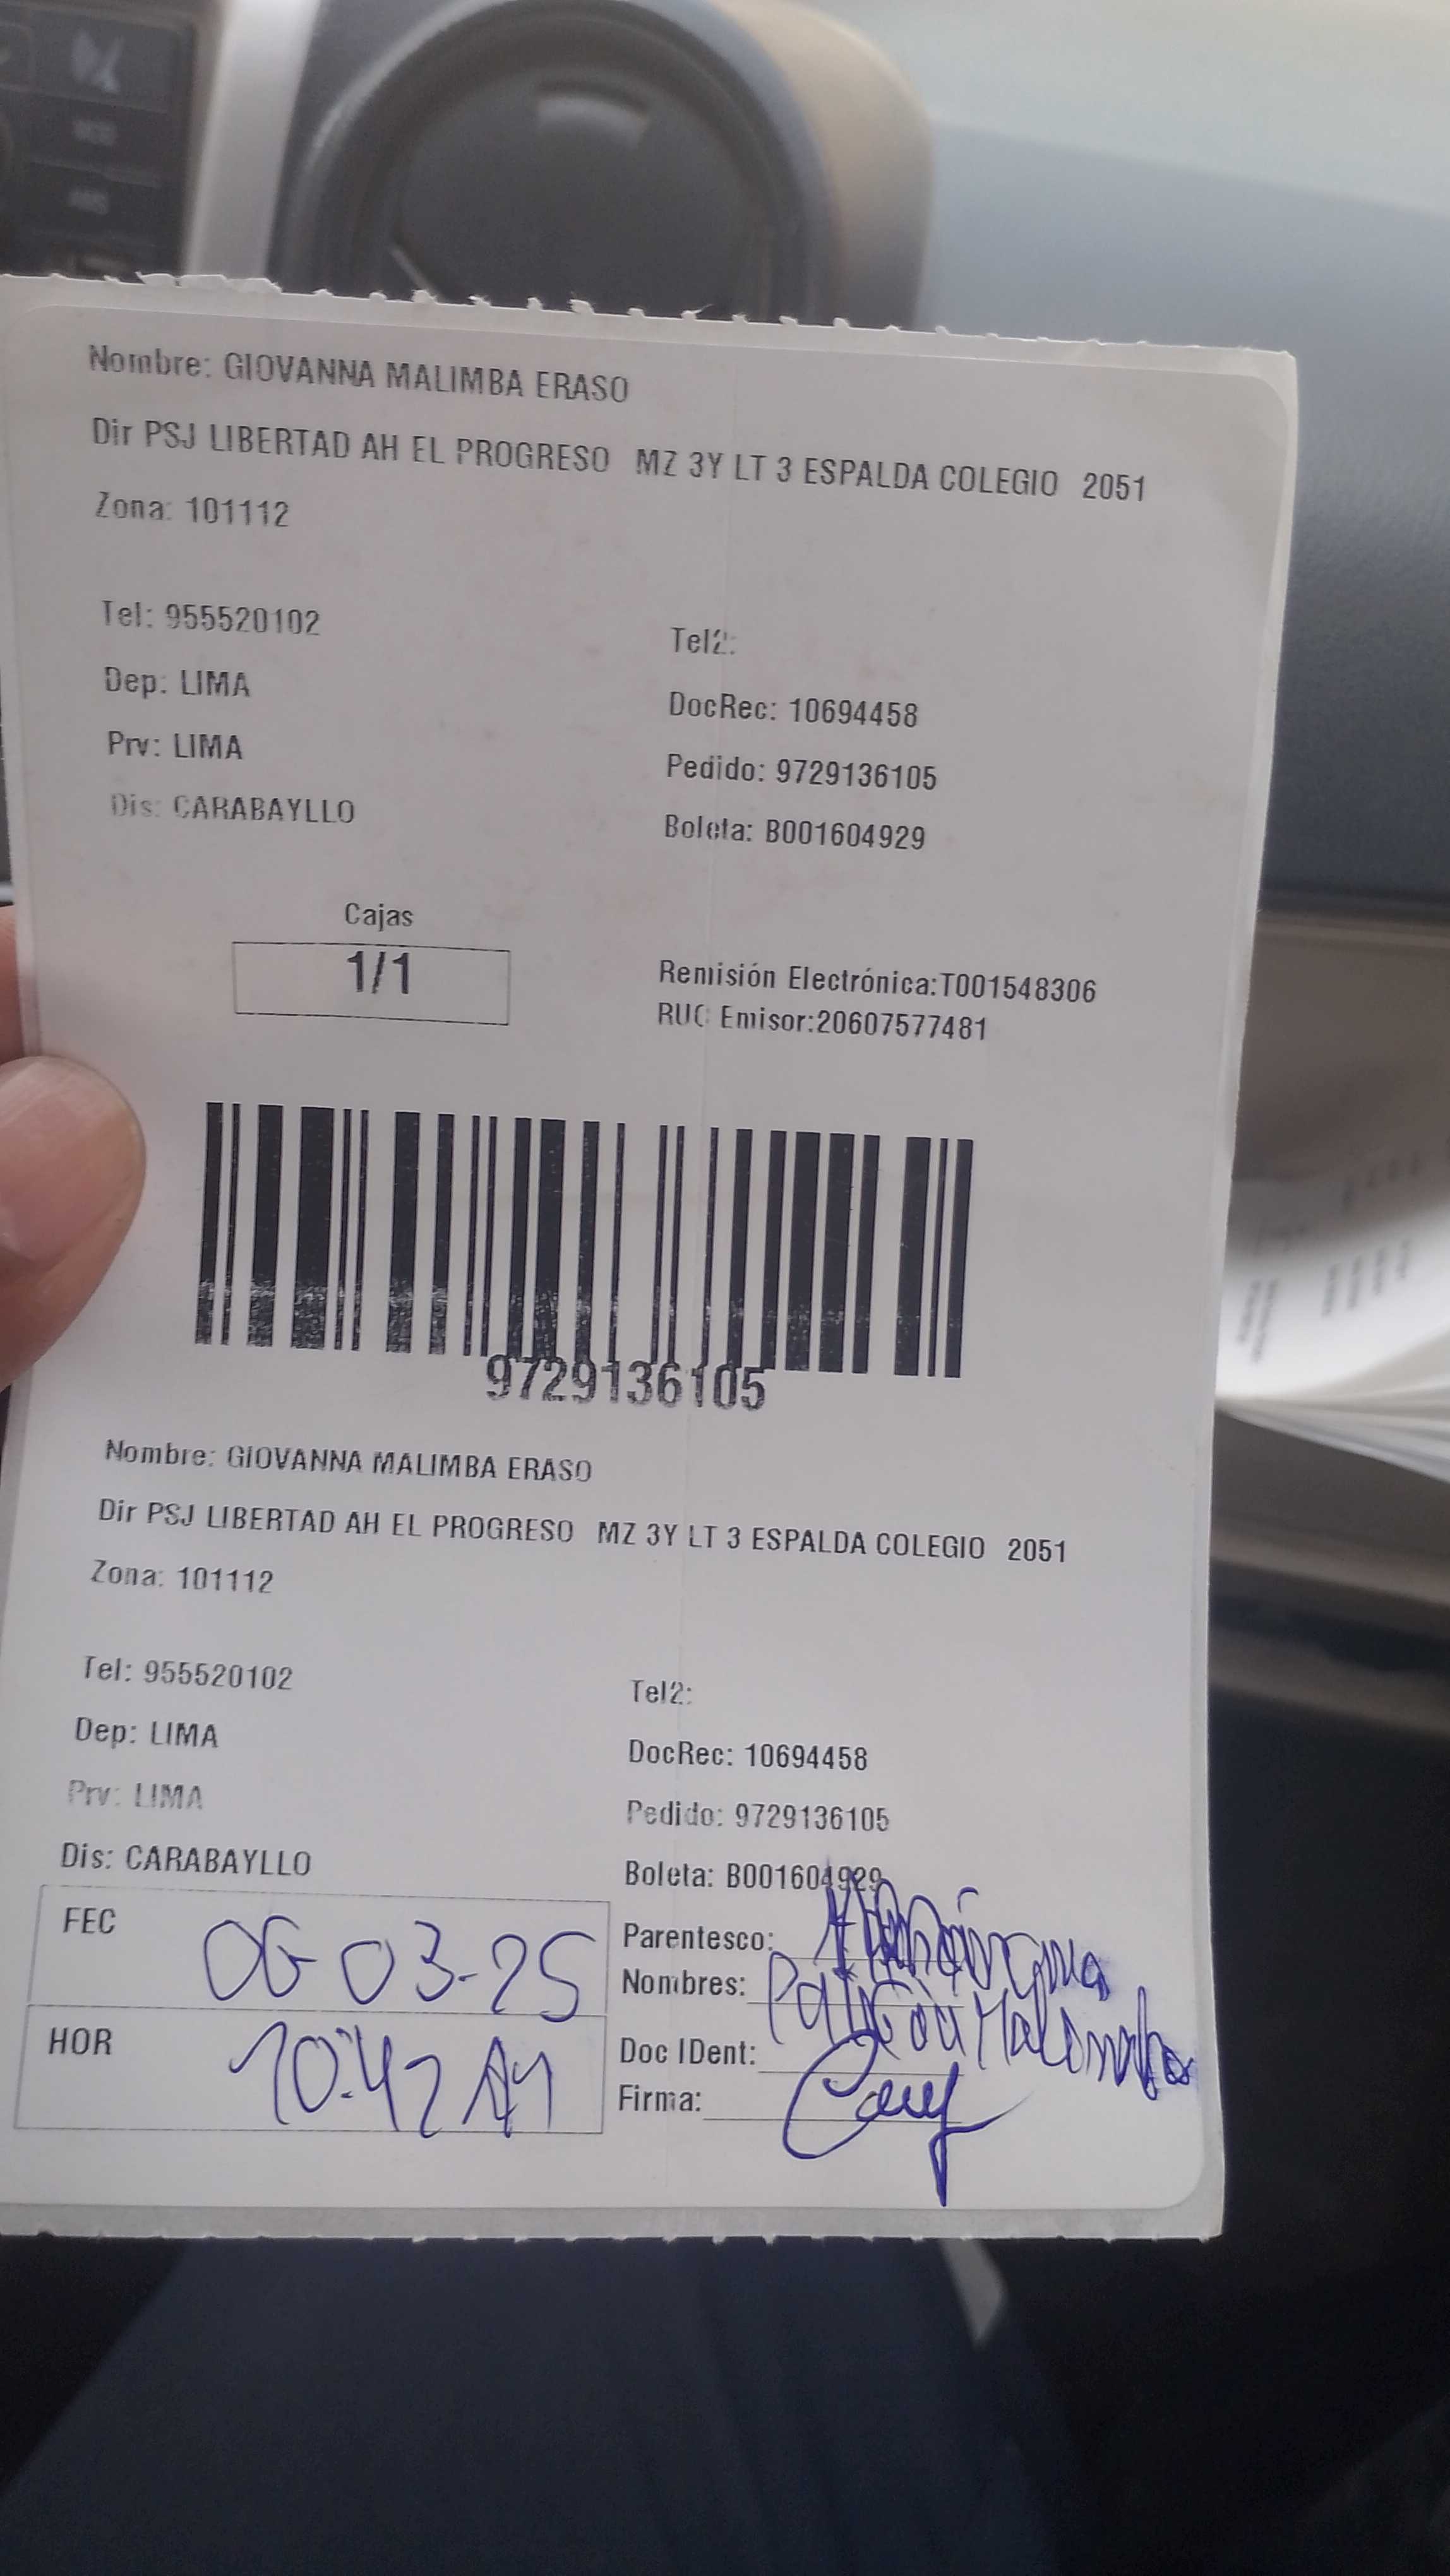 Nombre: GIOVANNA MALIMBA ERASO
Dir PSJ LIBERTAD AH EL PROGRESO MZ 3Y LT 3 ESPALDA COLEGIO 2051
Zona: 101112
Tel: 955520102
Tel2:
Dep: LIMA
DocRec: 10694458
Prv: LIMA
Pedido: 9729136105
Dis: CARABAYLLO
Boleta: B001604929
Cajas
1/1
Remisión Electrónica:T001548306
RUC Emisor:20607577481
9729136105
Nombre: GIOVANNA MALIMBA ERASO
Dir PSJ LIBERTAD AH EL PROGRESO MZ 3Y LT 3 ESPALDA COLEGIO 2051
Zona: 101112
Tel: 955520102
Tel2:
Dep: LIMA
DocRec: 10694458
Prv: LIMA
Pedido: 9729136105
Dis: CARABAYLLO
Boleta: B001604929
FEC 06 03-25
Parentesco:
Nombres:
HOR 10:42 AM
Doc IDent:
Firma: